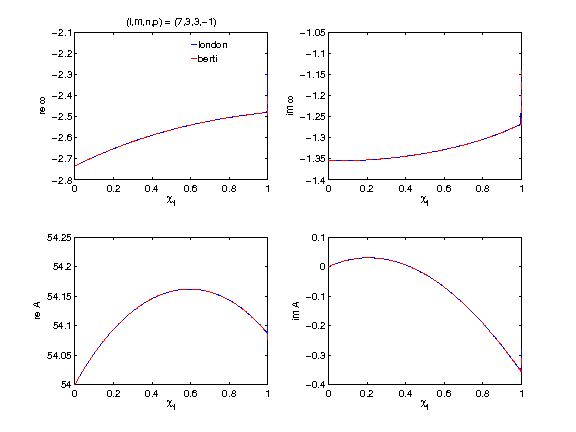 (l,m,n,p) = (7,3,3,−1)
−2.1
−2.2
−2.3
−2.4
−2.5
−2.6
−2.7
−2.8
re ω
0 0.2 0.4 0.6 0.8 1
χf
london
berti
−1.05
−1.1
−1.15
−1.2
−1.25
−1.3
−1.35
−1.4
im ω
0 0.2 0.4 0.6 0.8 1
χf
54.25
54.2
54.15
54.1
54.05
54
re A
0 0.2 0.4 0.6 0.8 1
χf
0.1
0
−0.1
−0.2
−0.3
−0.4
im A
0 0.2 0.4 0.6 0.8 1
χf